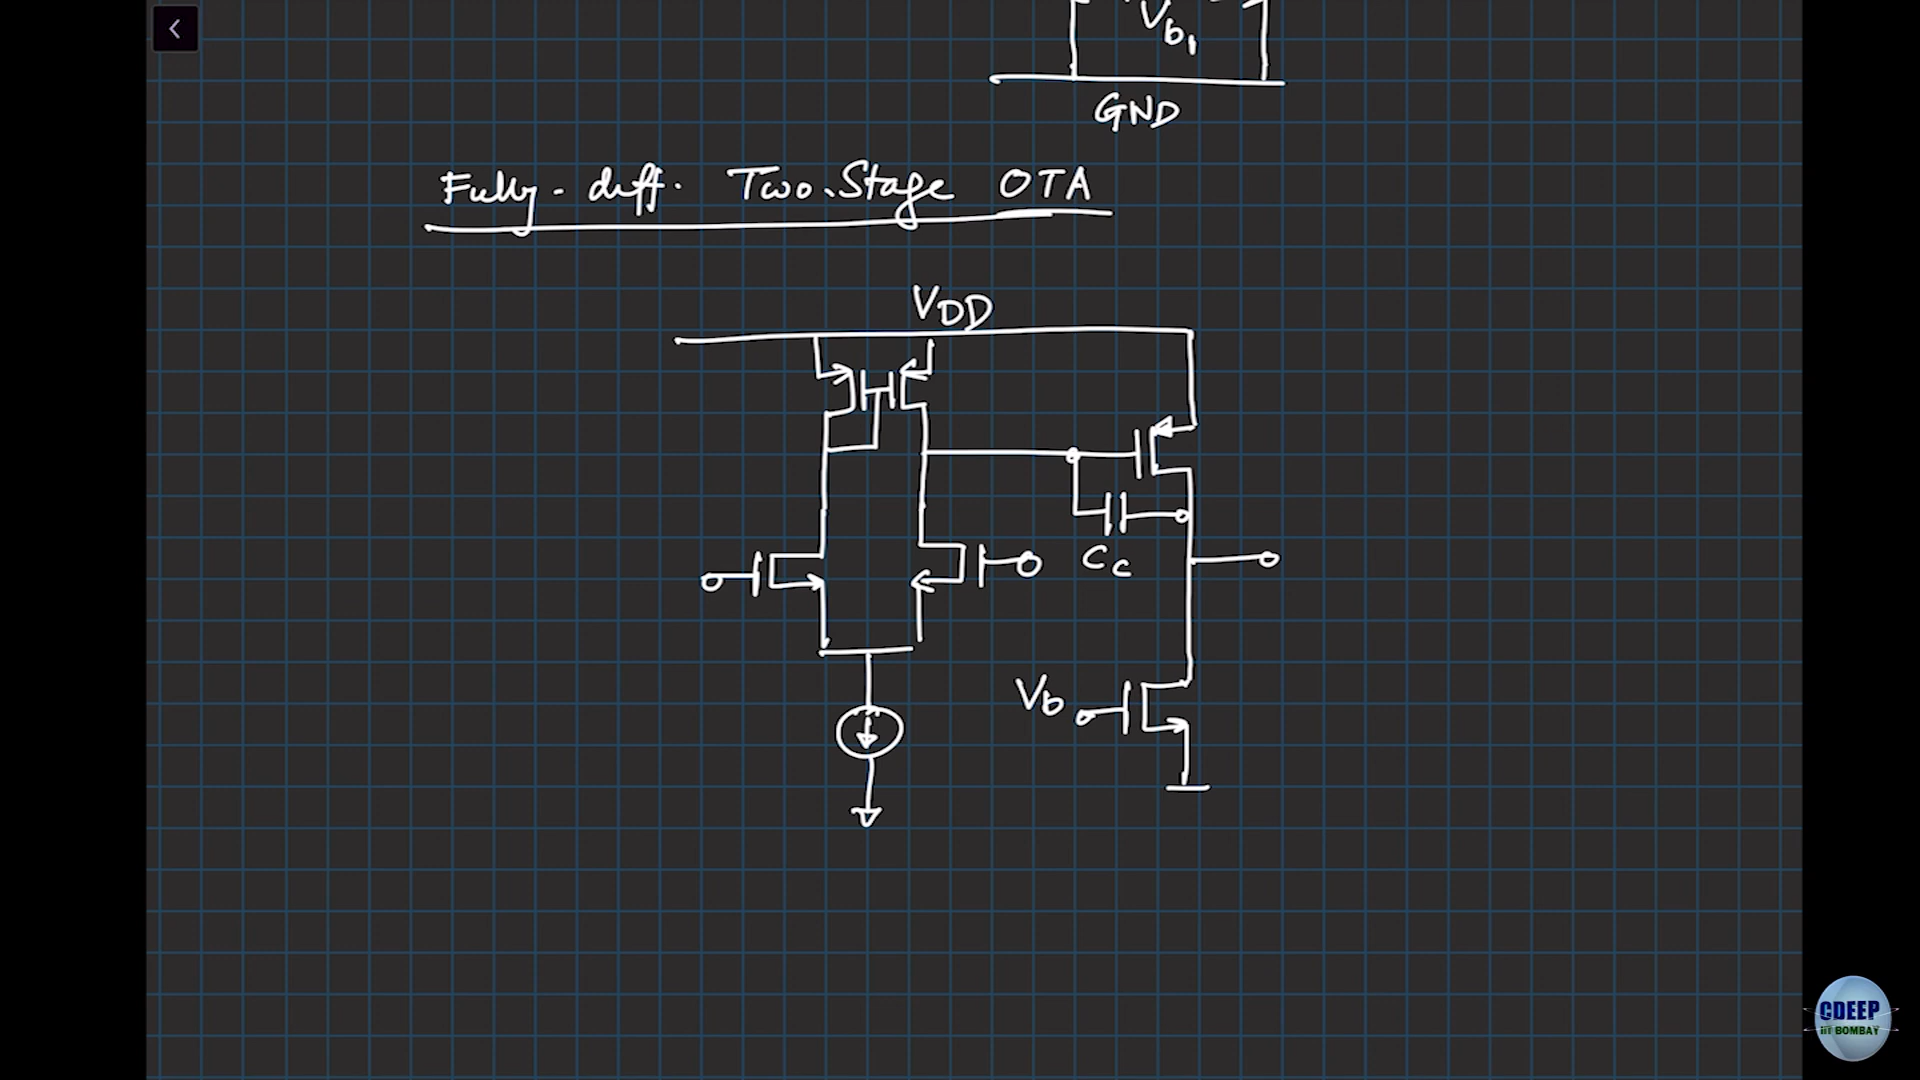 Vb1
GND
Fully-diff. Two-Stage OTA
VDD
Cc
Vb
CDEEP
IIT BOMBAY